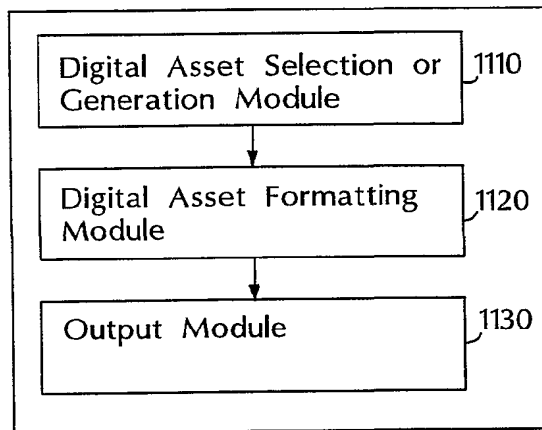 Digital Asset Selection or
Generation Module
1110
Digital Asset Formatting
Module
1120
Output Module
1130